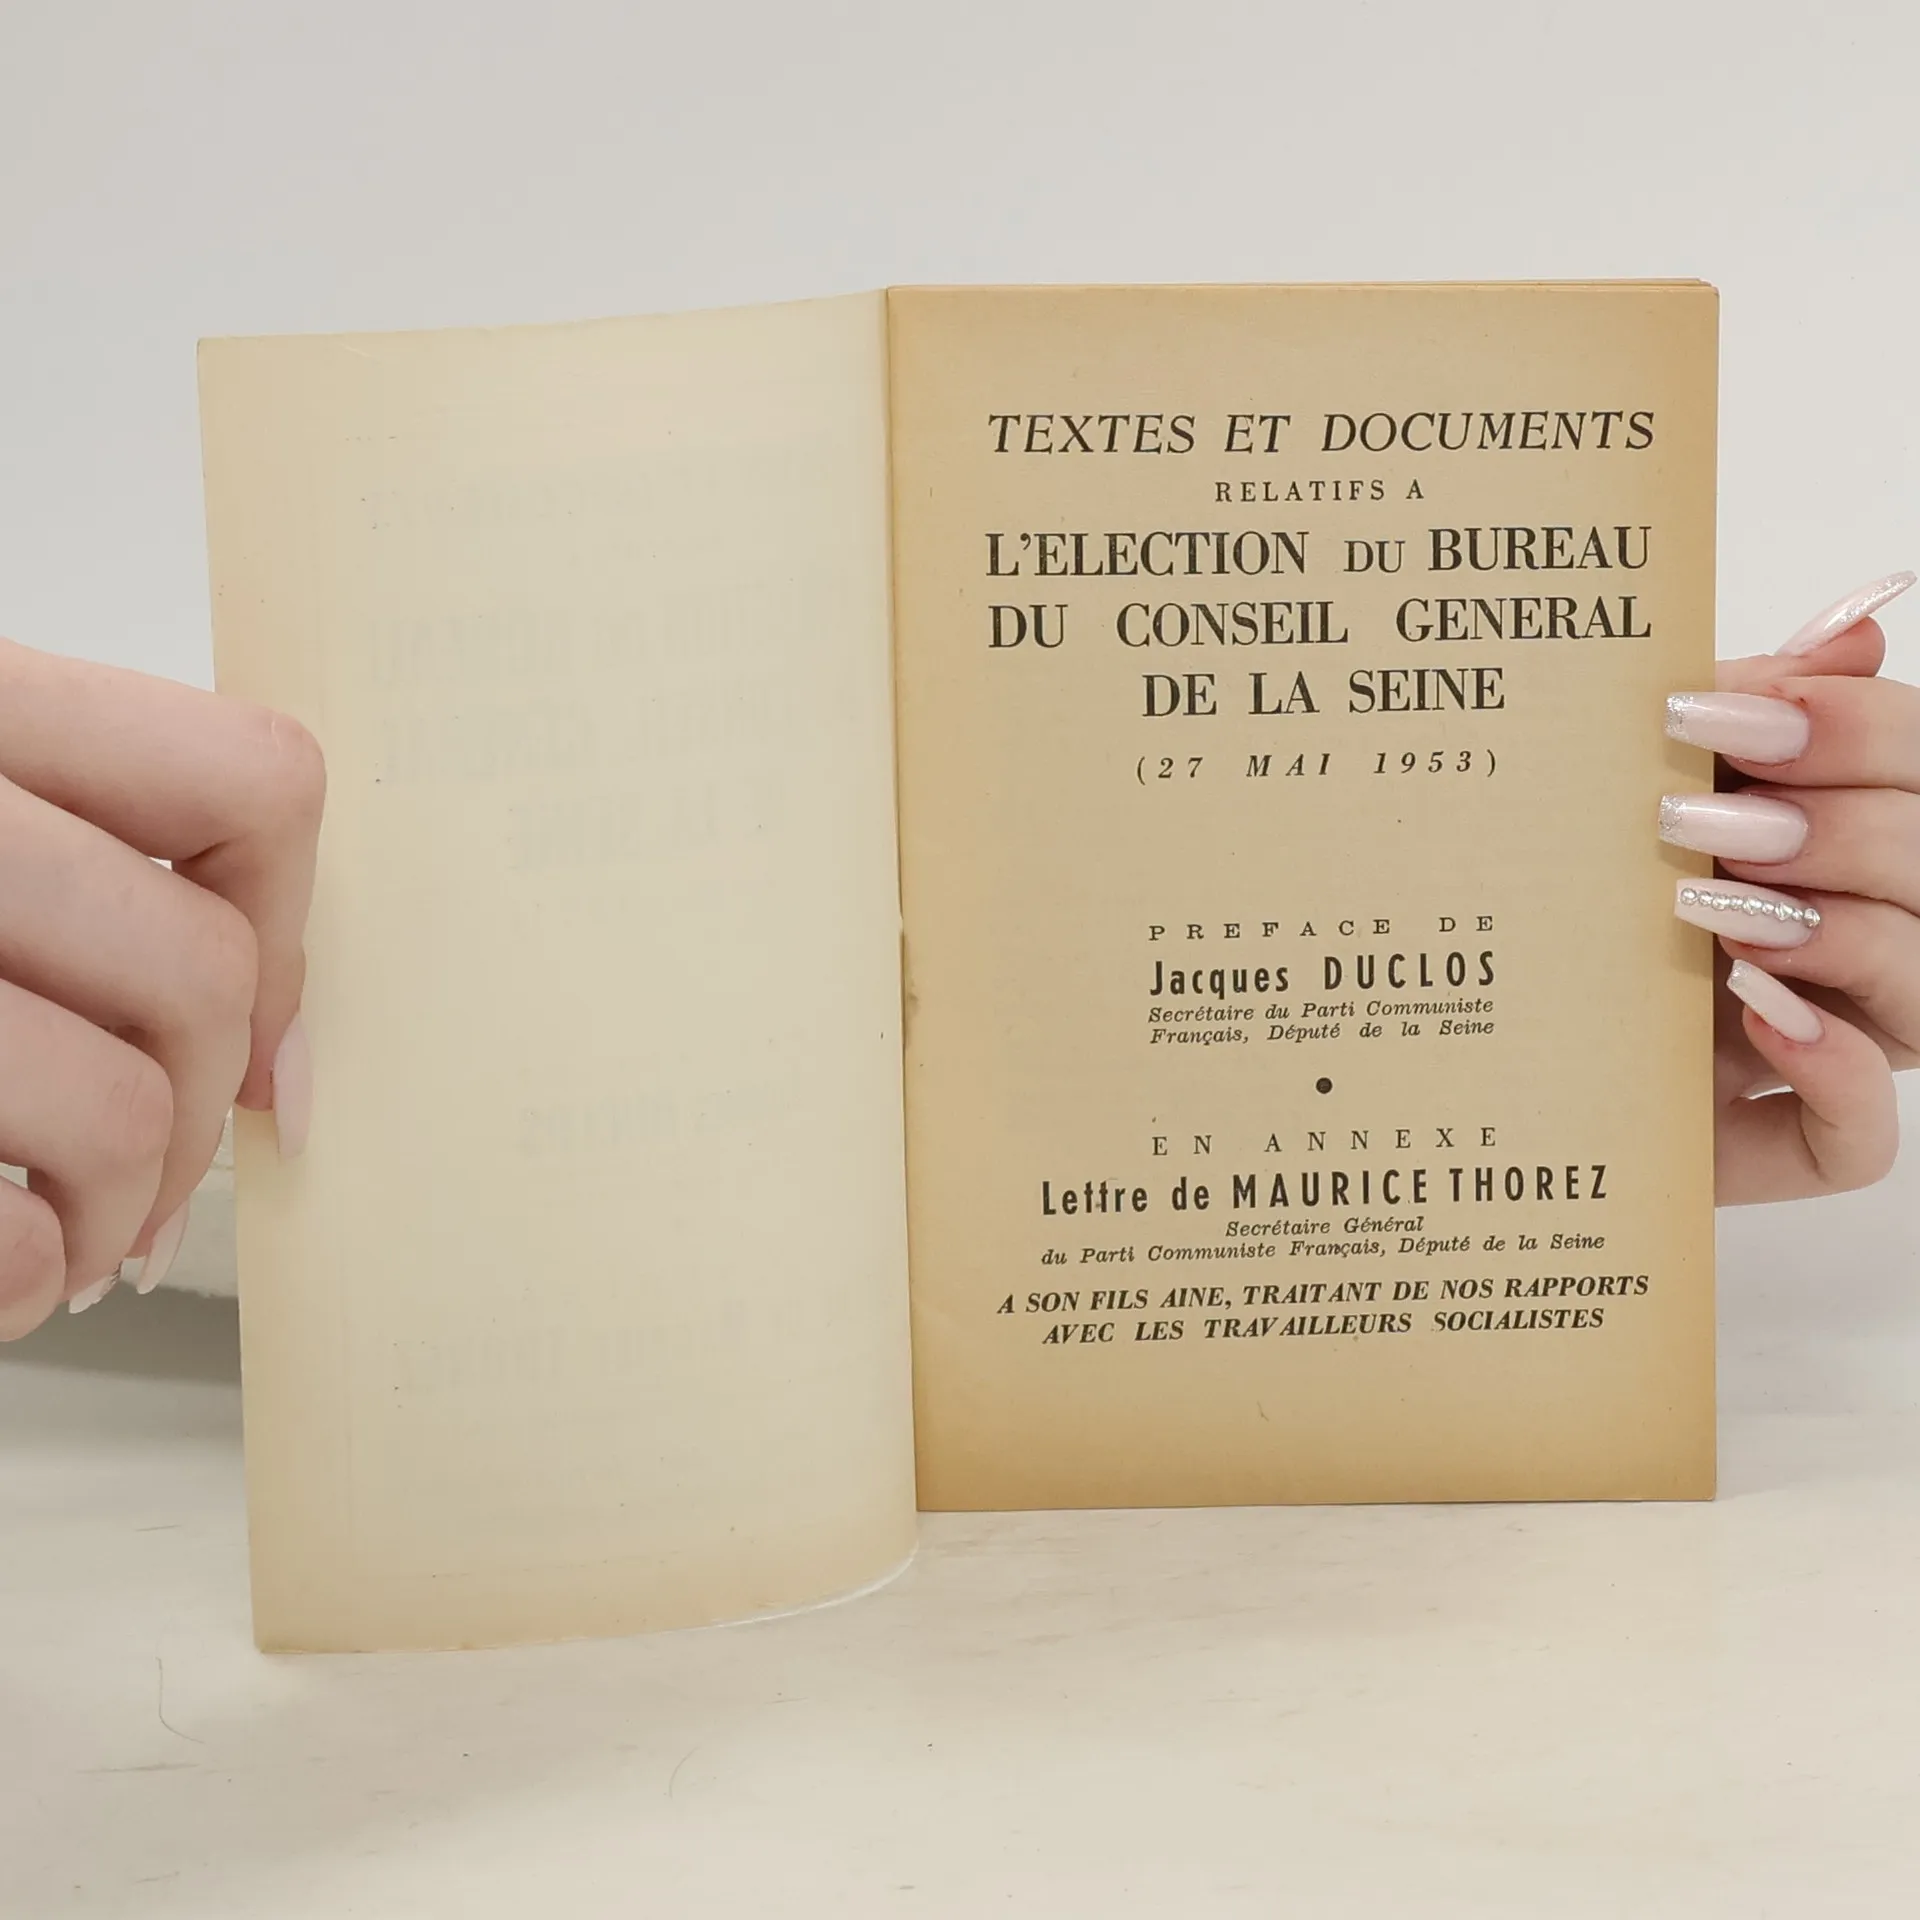 TEXTES ET DOCUMENTS
RELATIFS A
L'ELECTION DU BUREAU
DU CONSEIL GENERAL
DE LA SEINE
(27 MAI 1953)
PREFACE DE
Jacques DUCLOS
Secrétaire du Parti Communiste
Français, Député de la Seine
●
EN ANNEXE
Lettre de MAURICE THOREZ
Secrétaire Général
du Parti Communiste Français, Député de la Seine
A SON FILS AINE, TRAITANT DE NOS RAPPORTS
AVEC LES TRAVAILLEURS SOCIALISTES